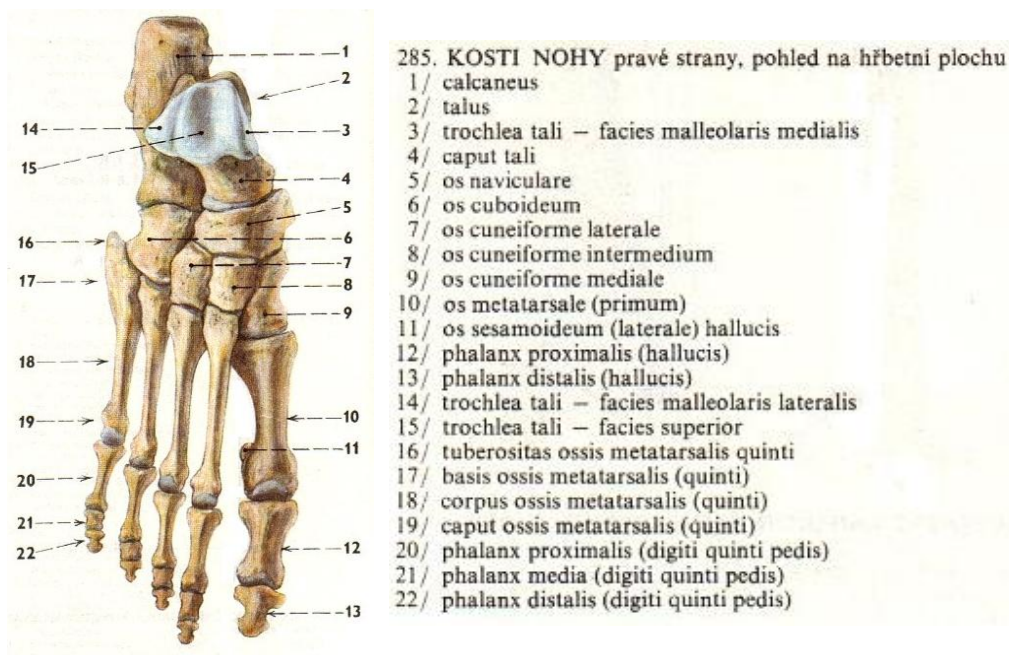 1
2
14
3
15
4
5
16
6
7
17
8
9
18
10
19
11
20
21
12
22
13
285. KOSTI NOHY pravé strany, pohled na hřbetní plochu
1/ calcaneus
2/ talus
3/ trochlea tali — facies malleolaris medialis
4/ caput tali
5/ os naviculare
6/ os cuboideum
7/ os cuneiforme laterale
8/ os cuneiforme intermedium
9/ os cuneiforme mediale
10/ os metatarsale (primum)
11/ os sesamoideum (laterale) hallucis
12/ phalanx proximalis (hallucis)
13/ phalanx distalis (hallucis)
14/ trochlea tali — facies malleolaris lateralis
15/ trochlea tali — facies superior
16/ tuberositas ossis metatarsalis quinti
17/ basis ossis metatarsalis (quinti)
18/ corpus ossis metatarsalis (quinti)
19/ caput ossis metatarsalis (quinti)
20/ phalanx proximalis (digiti quinti pedis)
21/ phalanx media (digiti quinti pedis)
22/ phalanx distalis (digiti quinti pedis)